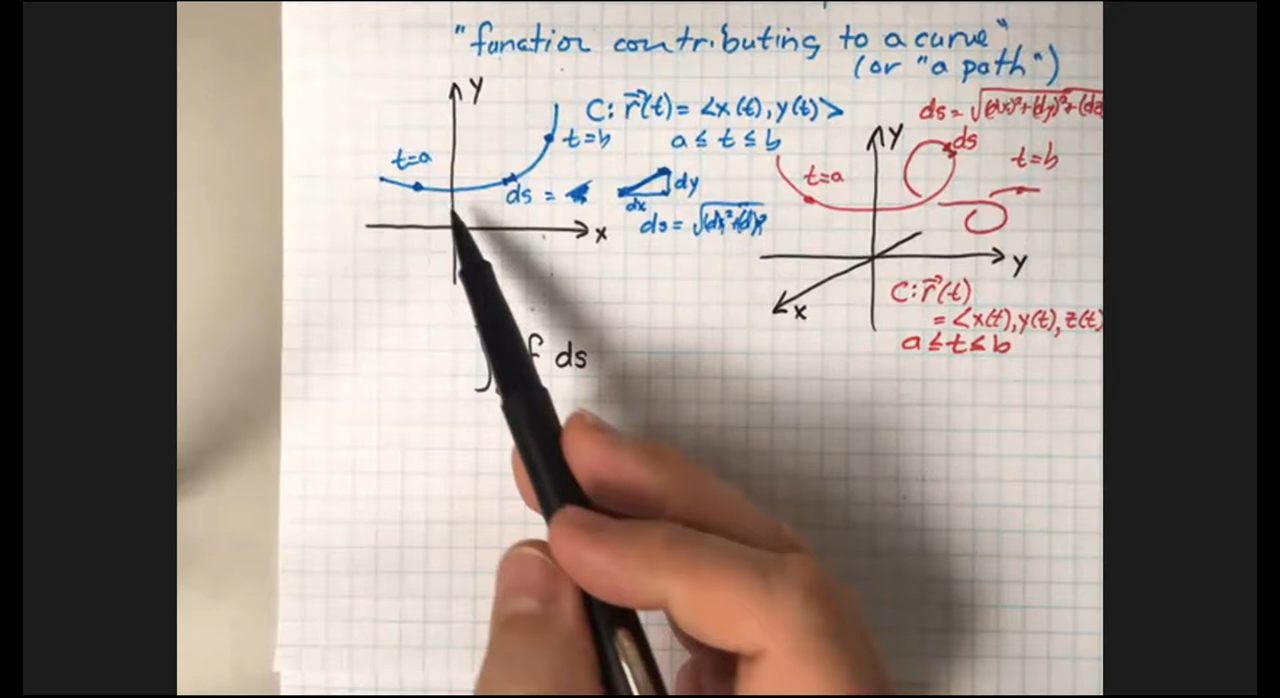 "function contributing to a curve"
(or "a path")
y
C: r⃗(t) = <x(t), y(t)>
a ≤ t ≤ b
t=a
t=b
ds =
dy
dx
ds = √(dx)²+(dy)²
x
ds = √(dx)²+(dy)²+(dz
y
ds
t=a
t=b
y
x
C: r⃗(t)
= <x(t), y(t), z(t)
a ≤ t ≤ b
∫ f ds